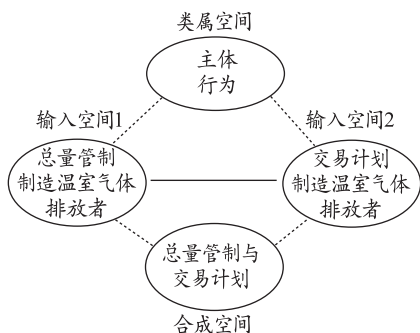 类属空间
主体
行为
输入空间1
输入空间2
总量管制
制造温室气体
排放者
交易计划
制造温室气体
排放者
总量管制与
交易计划
合成空间